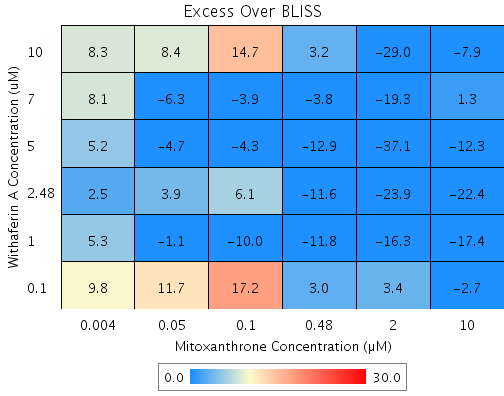 Excess Over BLISS
Withaferin A Concentration (uM)
10 8.3 8.4 14.7 3.2 −29.0 −7.9
7 8.1 −6.3 −3.9 −3.8 −19.3 1.3
5 5.2 −4.7 −4.3 −12.9 −37.1 −12.3
2.48 2.5 3.9 6.1 −11.6 −23.9 −22.4
1 5.3 −1.1 −10.0 −11.8 −16.3 −17.4
0.1 9.8 11.7 17.2 3.0 3.4 −2.7
0.004 0.05 0.1 0.48 2 10
Mitoxanthrone Concentration (µM)
0.0 30.0